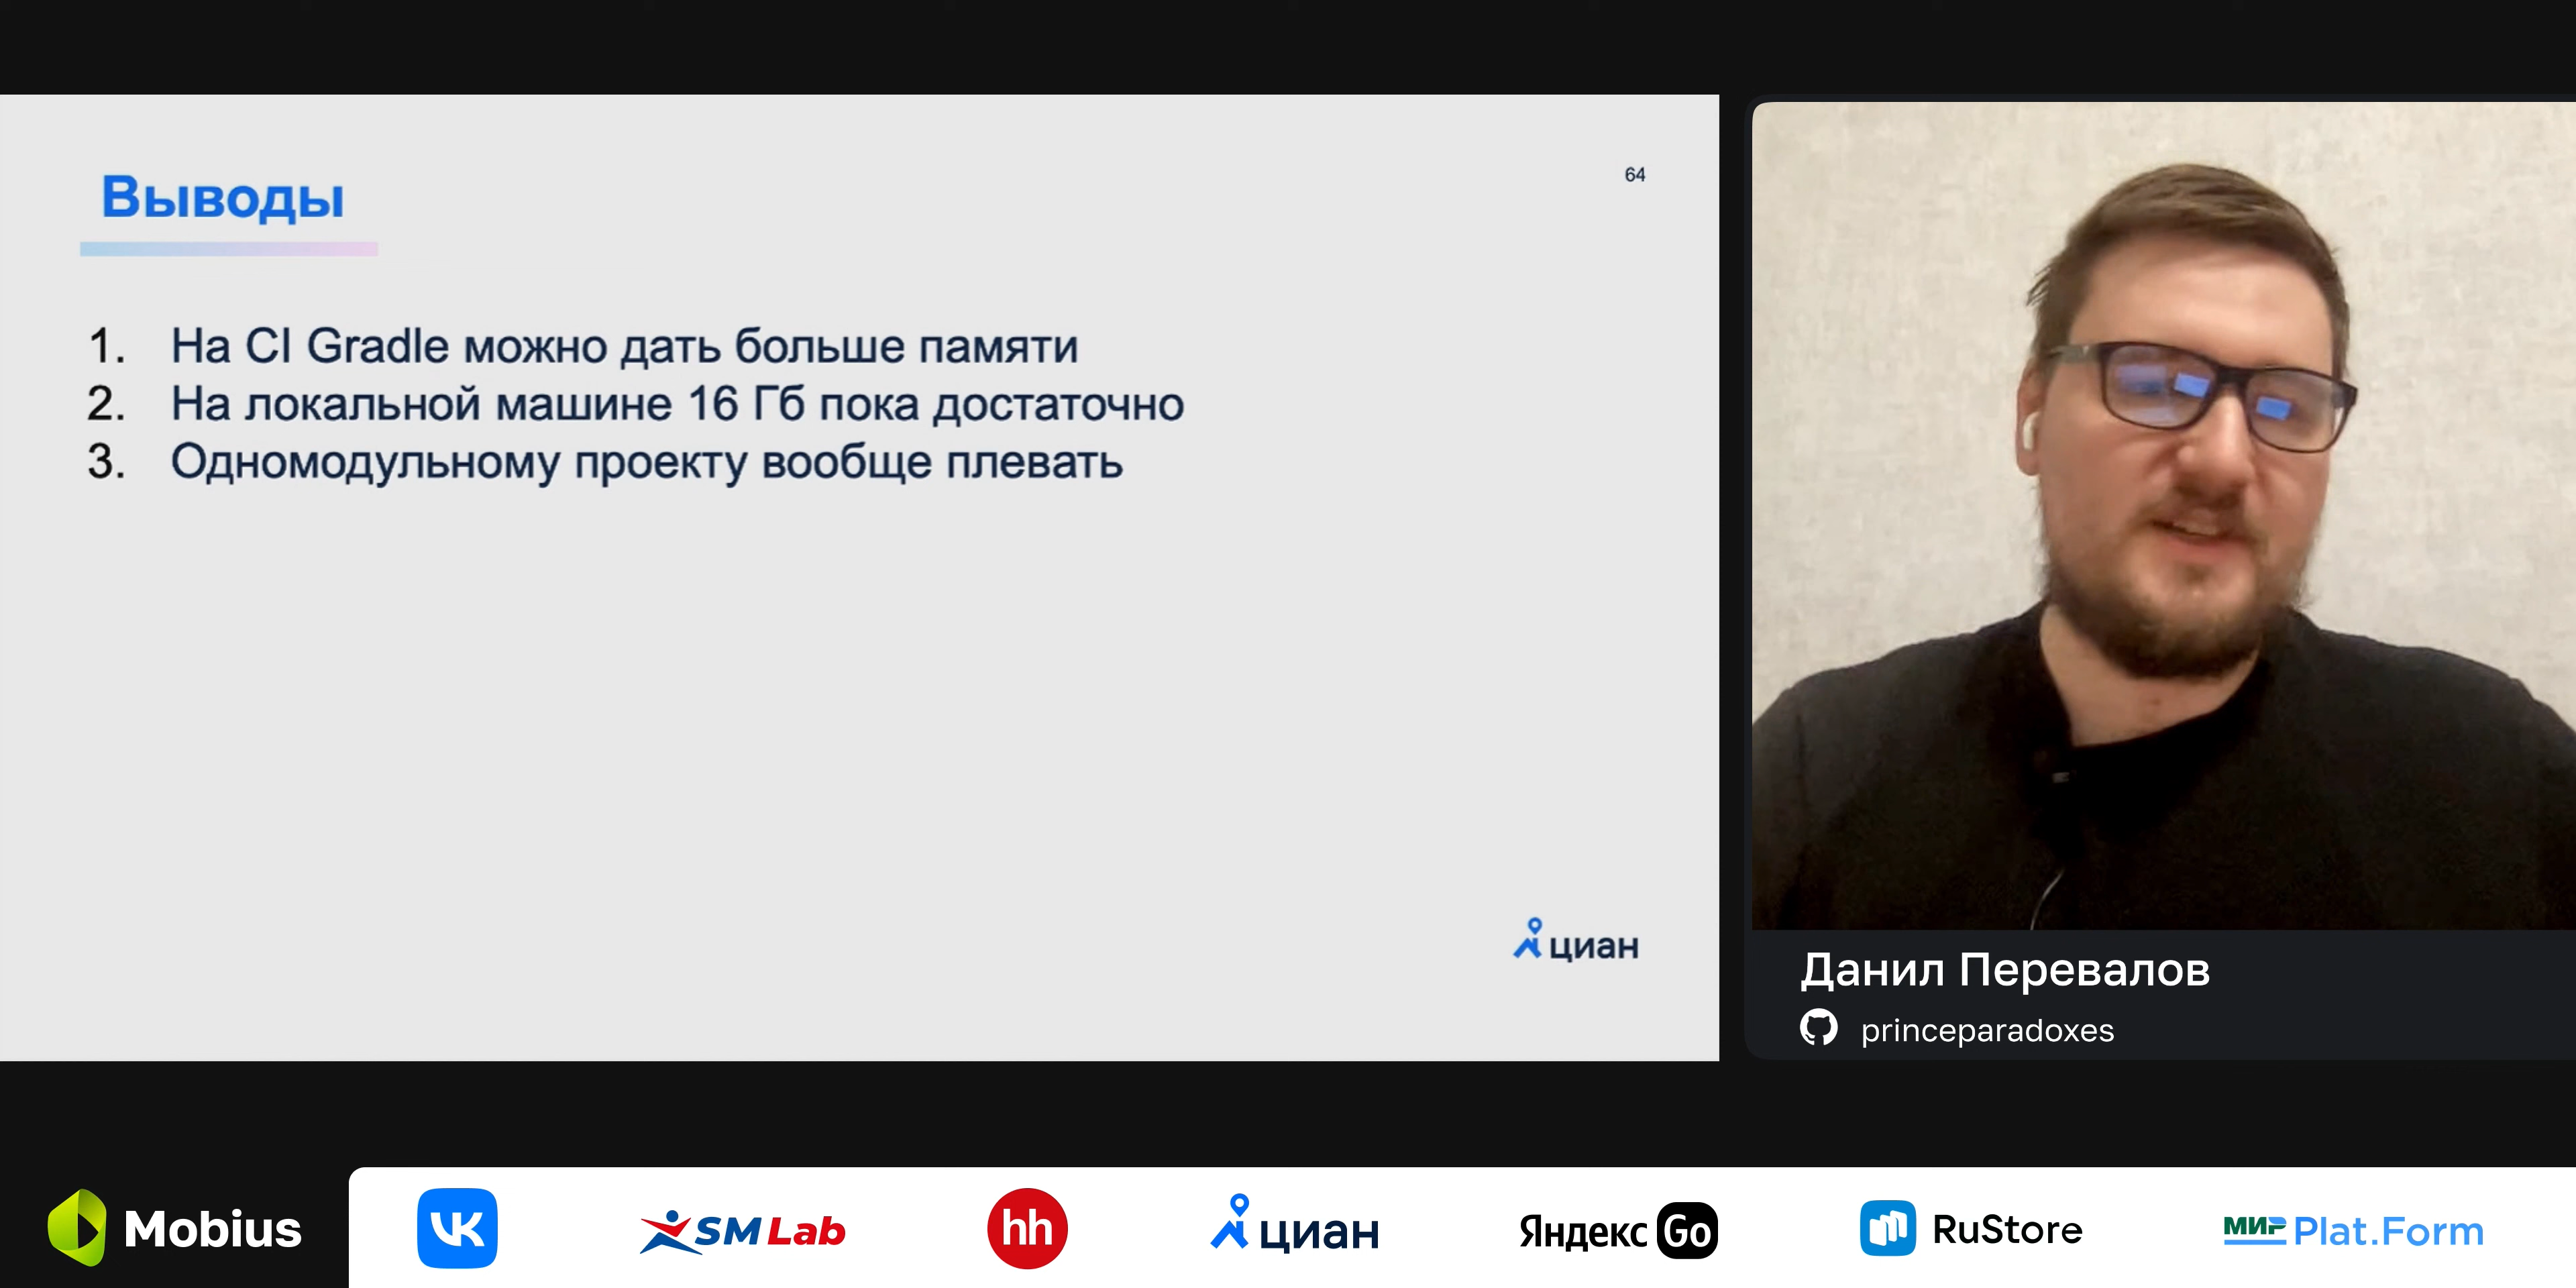 Выводы
64
1. На CI Gradle можно дать больше памяти
2. На локальной машине 16 Гб пока достаточно
3. Одномодульному проекту вообще плевать
циан
Данил Перевалов
princeparadoxes
Mobius
VK
SM Lab
hh
циан
Яндекс Go
RuStore
МИР Plat.Form